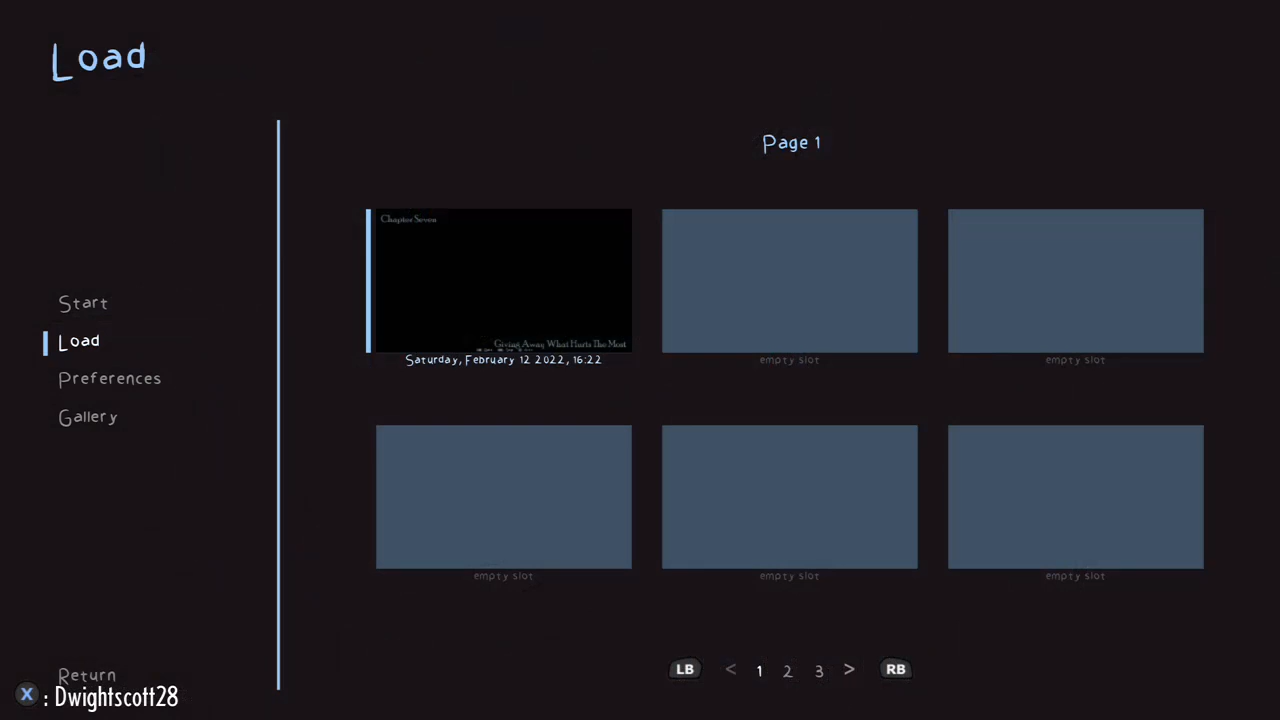 Load
Page 1
Chapter Seven
Giving Away What Hurts The Most
Saturday, February 12 2022, 16:22
empty slot
empty slot
Start
Load
Preferences
Gallery
empty slot
empty slot
empty slot
LB < 1 2 3 > RB
Return
X : Dwightscott28